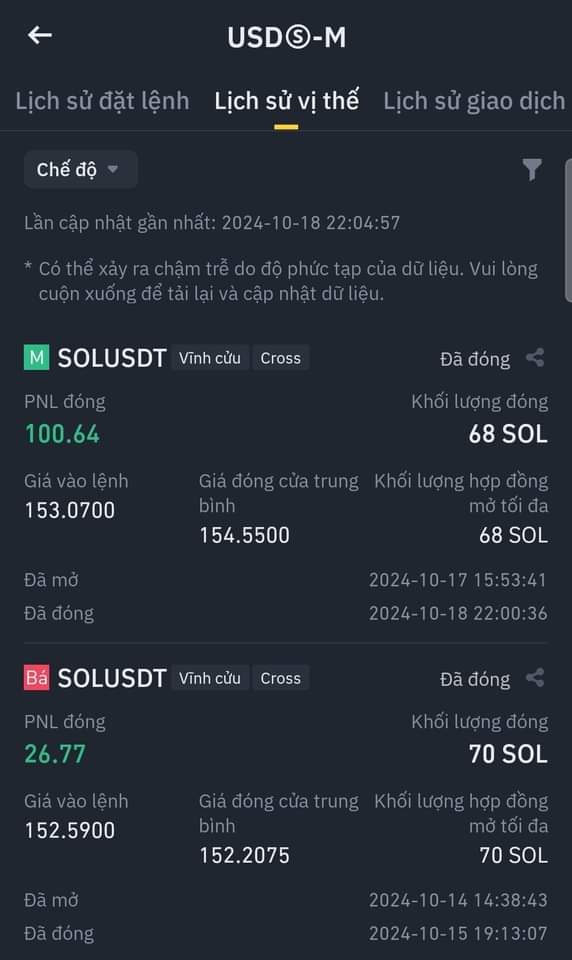 USDⓈ-M
Lịch sử đặt lệnh Lịch sử vị thế Lịch sử giao dịch
Chế độ
Lần cập nhật gần nhất: 2024-10-18 22:04:57
* Có thể xảy ra chậm trễ do độ phức tạp của dữ liệu. Vui lòng
cuộn xuống để tải lại và cập nhật dữ liệu.
M SOLUSDT Vĩnh cửu Cross Đã đóng
PNL đóng Khối lượng đóng
100.64 68 SOL
Giá vào lệnh Giá đóng cửa trung Khối lượng hợp đồng
bình mở tối đa
153.0700 154.5500 68 SOL
Đã mở 2024-10-17 15:53:41
Đã đóng 2024-10-18 22:00:36
Bá SOLUSDT Vĩnh cửu Cross Đã đóng
PNL đóng Khối lượng đóng
26.77 70 SOL
Giá vào lệnh Giá đóng cửa trung Khối lượng hợp đồng
bình mở tối đa
152.5900 152.2075 70 SOL
Đã mở 2024-10-14 14:38:43
Đã đóng 2024-10-15 19:13:07